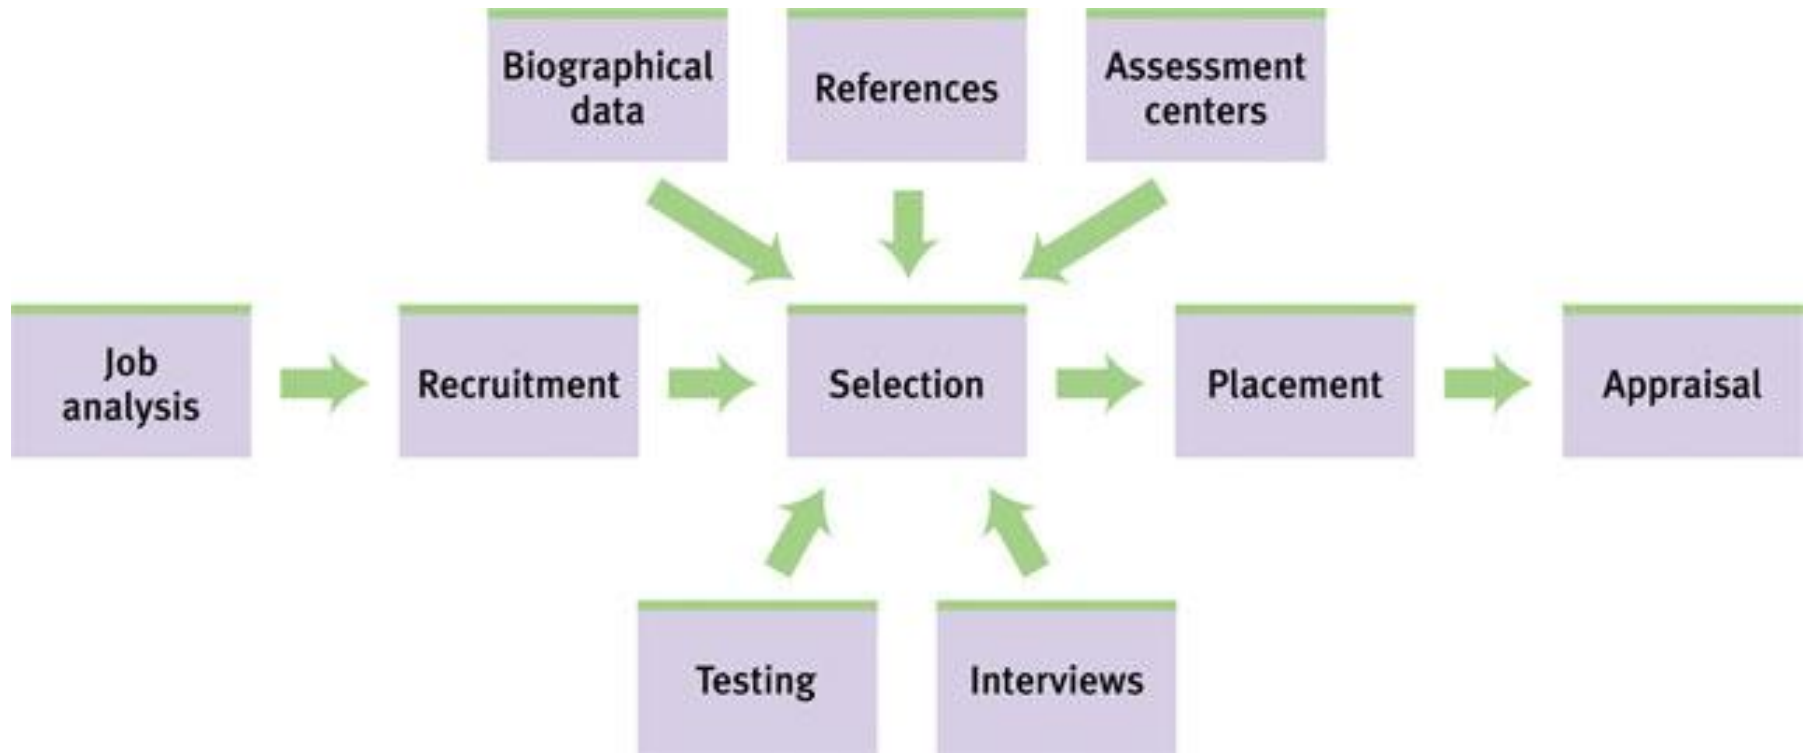 Biographical
data
References
Assessment
centers
Job
analysis
Recruitment
Selection
Placement
Appraisal
Testing
Interviews